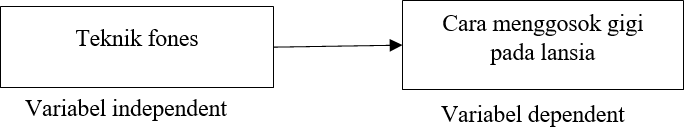 Teknik fones
Cara menggosok gigi
pada lansia
Variabel independent
Variabel dependent